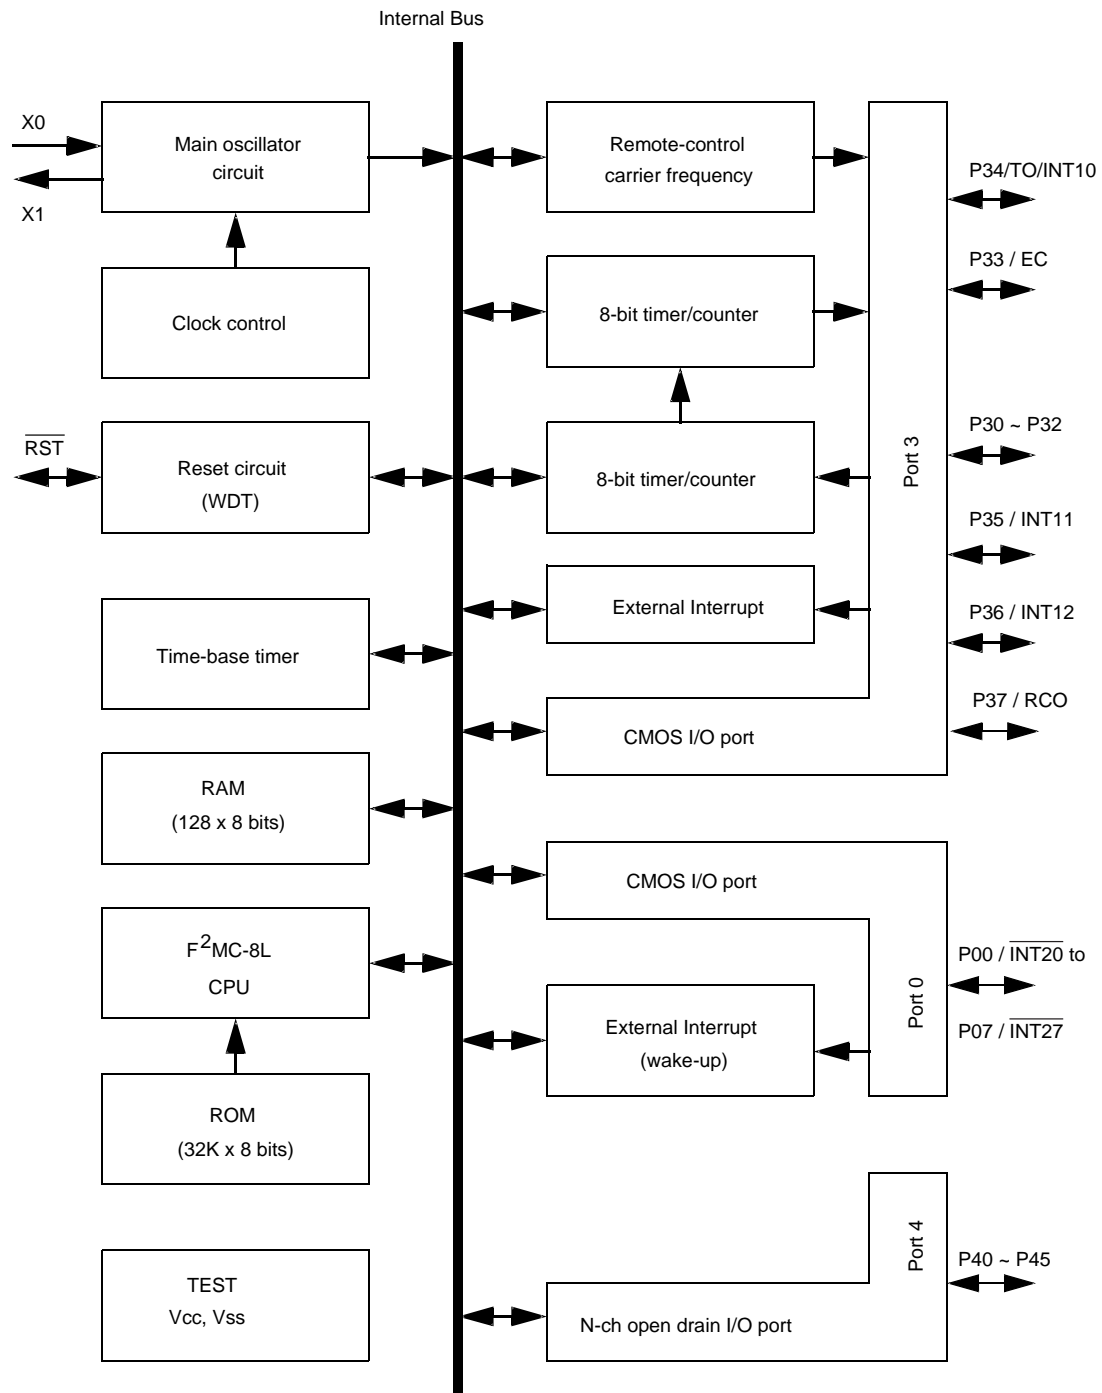 Internal Bus
X0
X1
Main oscillator
circuit
Clock control
RST
Reset circuit
(WDT)
Time-base timer
RAM
(128 x 8 bits)
F²MC-8L
CPU
ROM
(32K x 8 bits)
TEST
Vcc, Vss
Remote-control
carrier frequency
8-bit timer/counter
8-bit timer/counter
External Interrupt
CMOS I/O port
Port 3
P34/TO/INT10
P33 / EC
P30 ~ P32
P35 / INT11
P36 / INT12
P37 / RCO
CMOS I/O port
External Interrupt
(wake-up)
Port 0
P00 / INT20 to
P07 / INT27
N-ch open drain I/O port
Port 4
P40 ~ P45